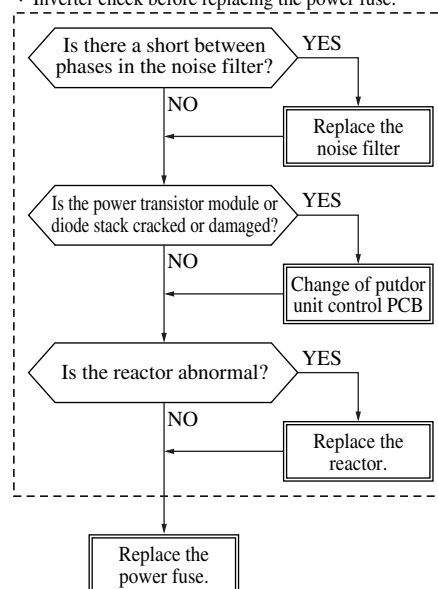 Inverter check before replacing the power fuse.
Is there a short between
phases in the noise filter?
YES
NO
Replace the
noise filter
Is the power transistor module or
diode stack cracked or damaged?
YES
NO
Change of putdor
unit control PCB
Is the reactor abnormal?
YES
NO
Replace the
reactor.
Replace the
power fuse.